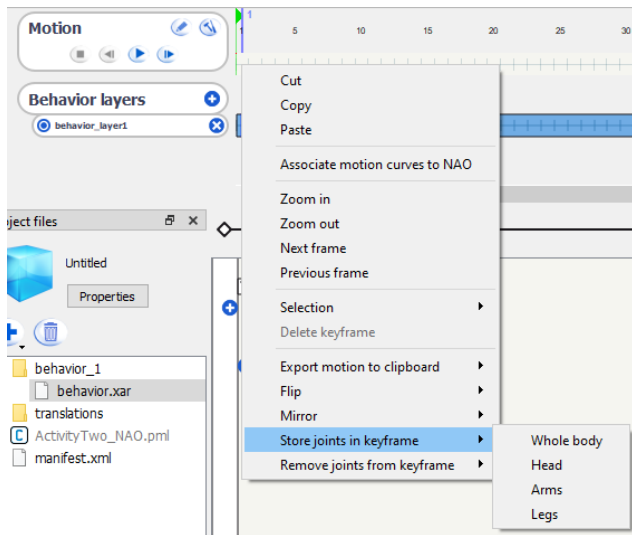 Motion
1
5
10
15
20
25
30
Behavior layers
behavior_layer1
Cut
Copy
Paste
Associate motion curves to NAO
Zoom in
Zoom out
Next frame
Previous frame
Selection
Delete keyframe
Export motion to clipboard
Flip
Mirror
Store joints in keyframe
Remove joints from keyframe
Whole body
Head
Arms
Legs
ject files
Untitled
Properties
behavior_1
behavior.xar
translations
C ActivityTwo_NAO.pml
manifest.xml